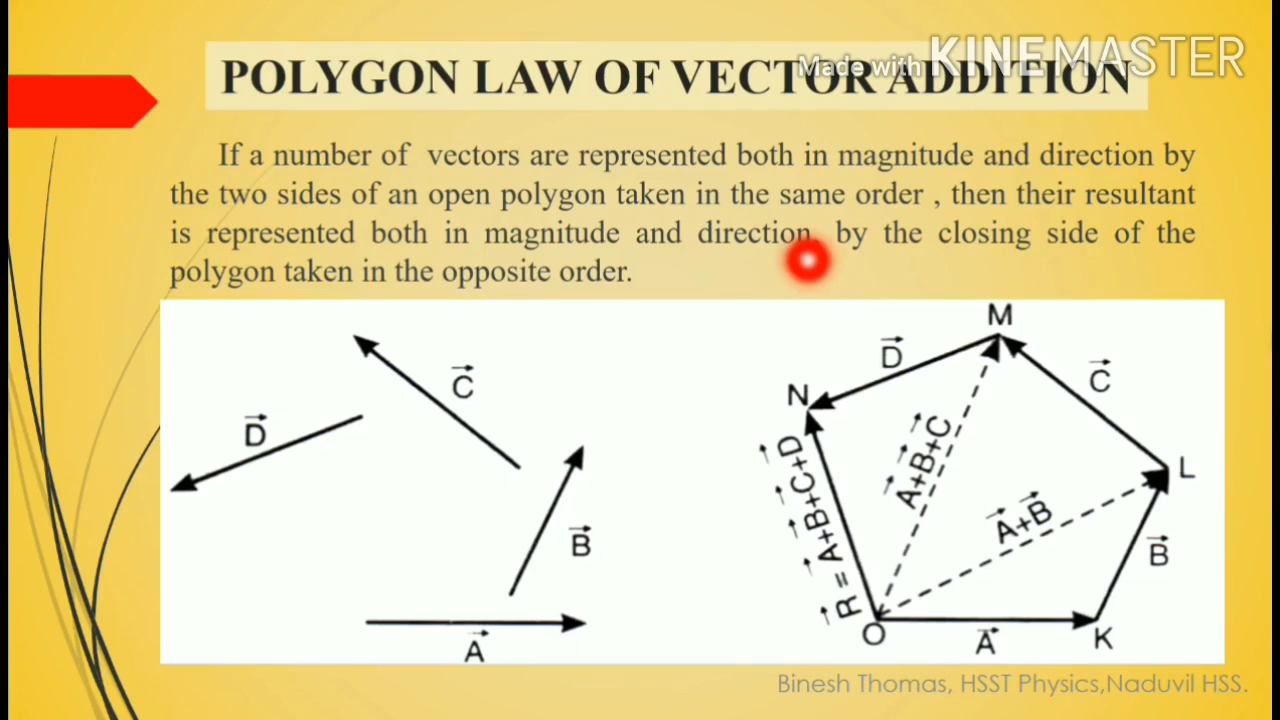 Made with KINEMASTER
POLYGON LAW OF VECTOR ADDITION
If a number of vectors are represented both in magnitude and direction by
the two sides of an open polygon taken in the same order , then their resultant
is represented both in magnitude and direction by the closing side of the
polygon taken in the opposite order.
D
C
B
A
M
D
C
N
A+B+C
L
R = A+B+C+D
A+B
B
O
A
K
Binesh Thomas, HSST Physics,Naduvil HSS.